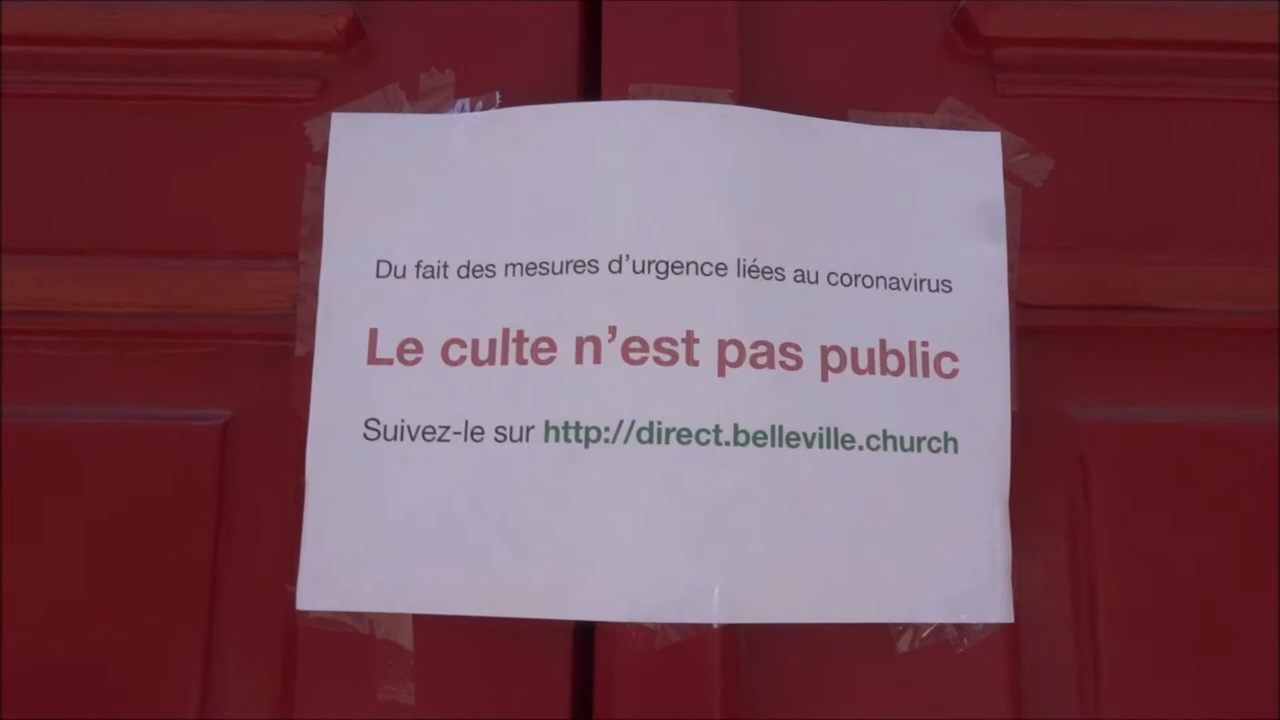 Du fait des mesures d'urgence liées au coronavirus
Le culte n'est pas public
Suivez-le sur http://direct.belleville.church